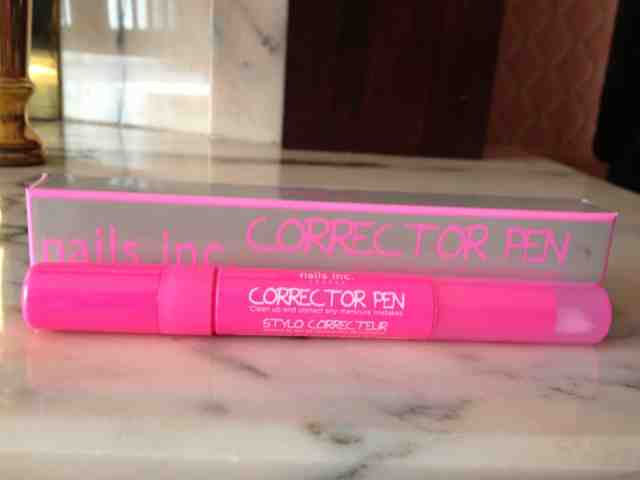 nails inc CORRECTOR PEN
nails inc.
CORRECTOR PEN
Clean up and correct any manicure mistakes
STYLO CORRECTEUR